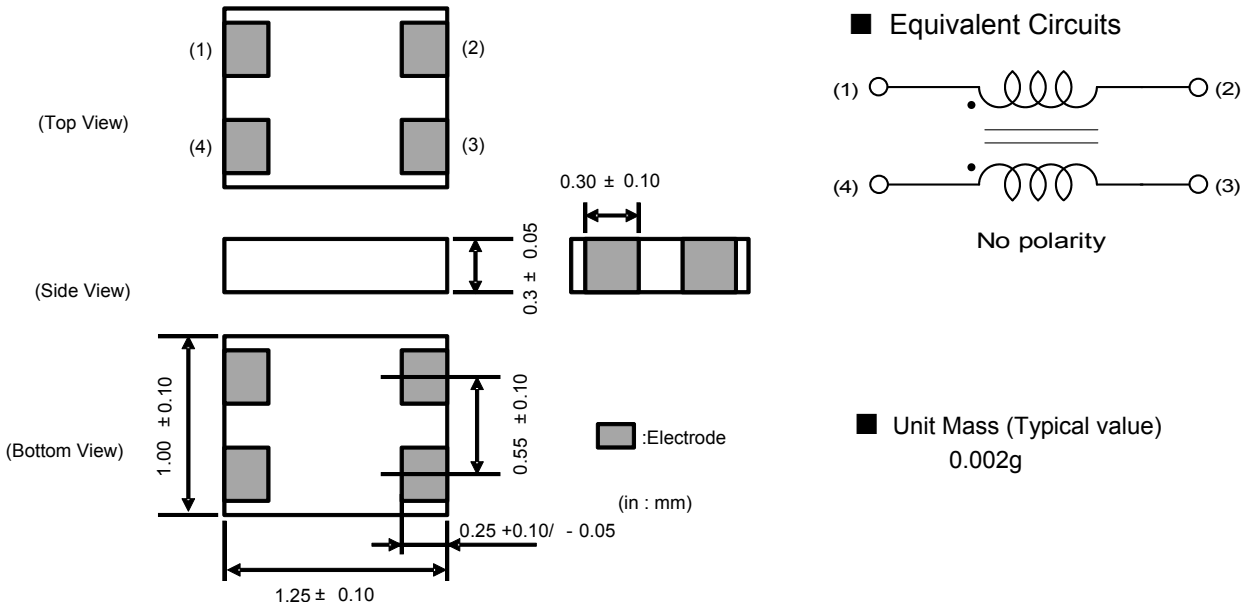 (1)
(2)
(Top View)
(4)
(3)
■ Equivalent Circuits
(1)
(2)
(4)
(3)
No polarity
0.30 ± 0.10
(Side View)
0.3 ± 0.05
(Bottom View)
1.00 ± 0.10
0.55 ± 0.10
:Electrode
(in : mm)
0.25 +0.10/ - 0.05
1.25 ± 0.10
■ Unit Mass (Typical value)
0.002g